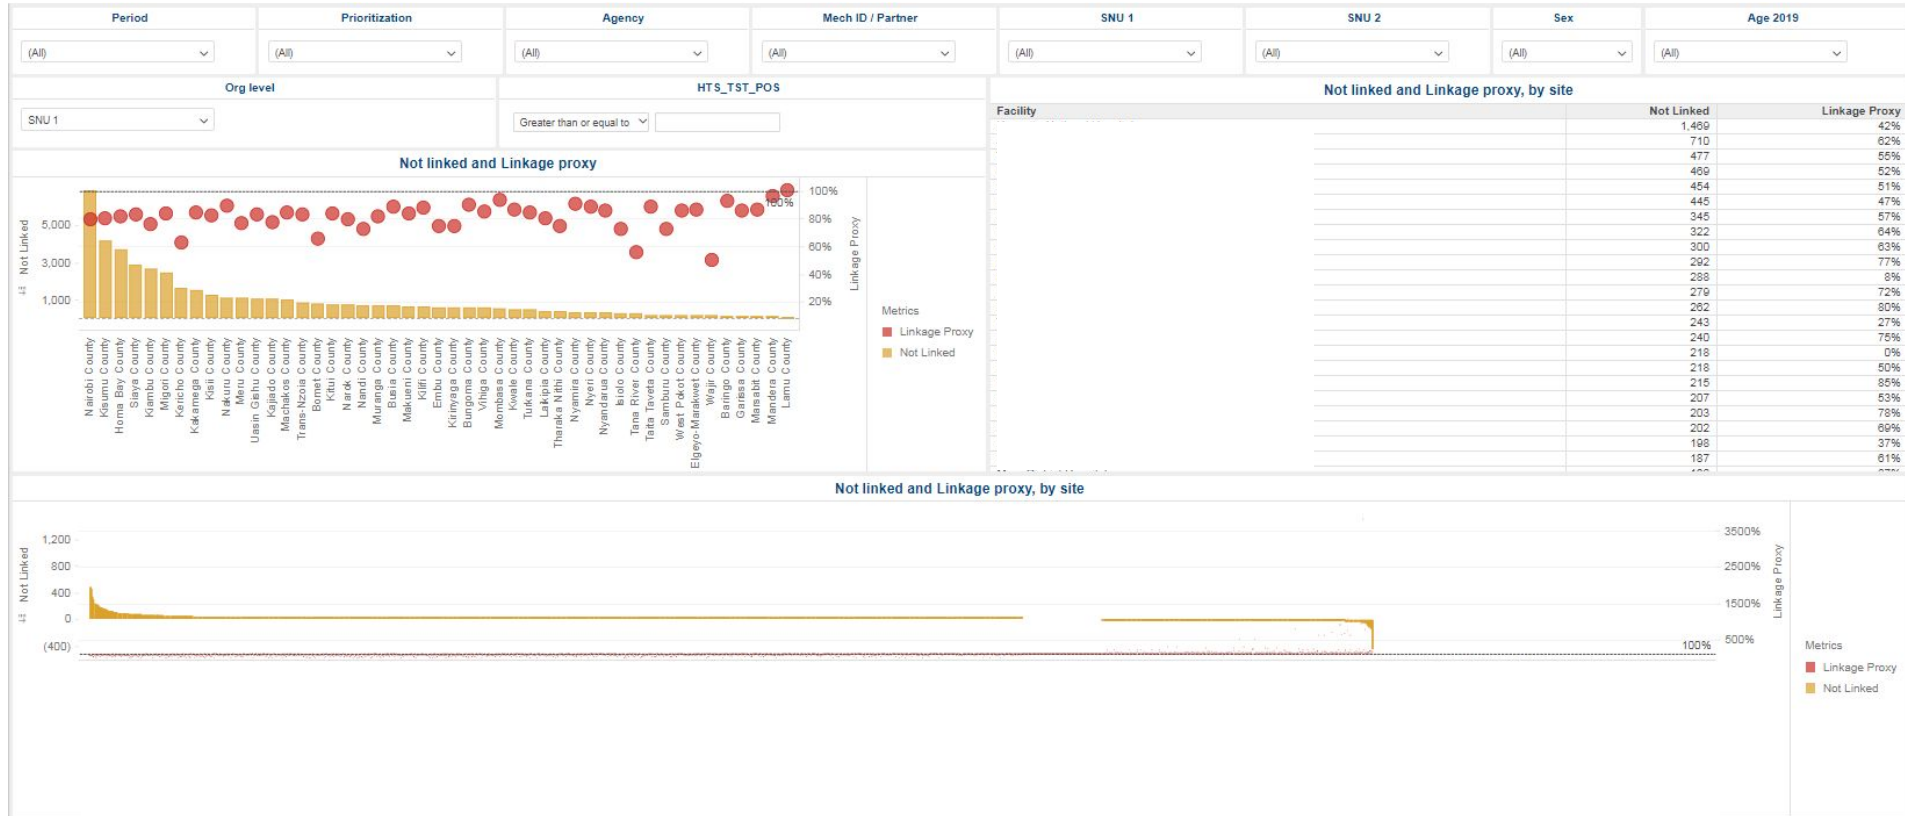 Period Prioritization Agency Mech ID / Partner SNU 1 SNU 2 Sex Age 2019
(All) (All) (All) (All) (All) (All) (All) (All)
Org level HTS_TST_POS
SNU 1 Greater than or equal to
Not linked and Linkage proxy
100%
80%
60%
40%
20%
100%
5,000
3,000
1,000
Not Linked
Linkage Proxy
Nairobi County
Kisumu County
Homa Bay County
Siaya County
Kiambu County
Migori County
Kericho County
Kakamega County
Kisii County
Nakuru County
Meru County
Uasin Gishu County
Kajiado County
Machakos County
Trans-Nzoia County
Bomet County
Kitui County
Narok County
Nandi County
Muranga County
Busia County
Makueni County
Kilifi County
Embu County
Kirinyaga County
Bungoma County
Vihiga County
Mombasa County
Kwale County
Turkana County
Laikipia County
Tharaka Nithi County
Nyamira County
Nyeri County
Nyandarua County
Isiolo County
Tana River County
Taita Taveta County
Samburu County
West Pokot County
Elgeyo-Marakwet County
Wajir County
Baringo County
Garissa County
Marsabit County
Mandera County
Lamu County
Metrics
Linkage Proxy
Not Linked
Not linked and Linkage proxy, by site
Facility Not Linked Linkage Proxy
1,469 42%
710 62%
477 55%
469 52%
454 51%
445 47%
345 57%
322 64%
300 63%
292 77%
288 8%
279 72%
262 80%
243 27%
240 75%
218 0%
218 50%
215 85%
207 53%
203 78%
202 69%
198 37%
187 61%
Not linked and Linkage proxy, by site
1,200
800
400
0
(400)
Not Linked
3500%
2500%
1500%
500%
100%
Linkage Proxy
Metrics
Linkage Proxy
Not Linked